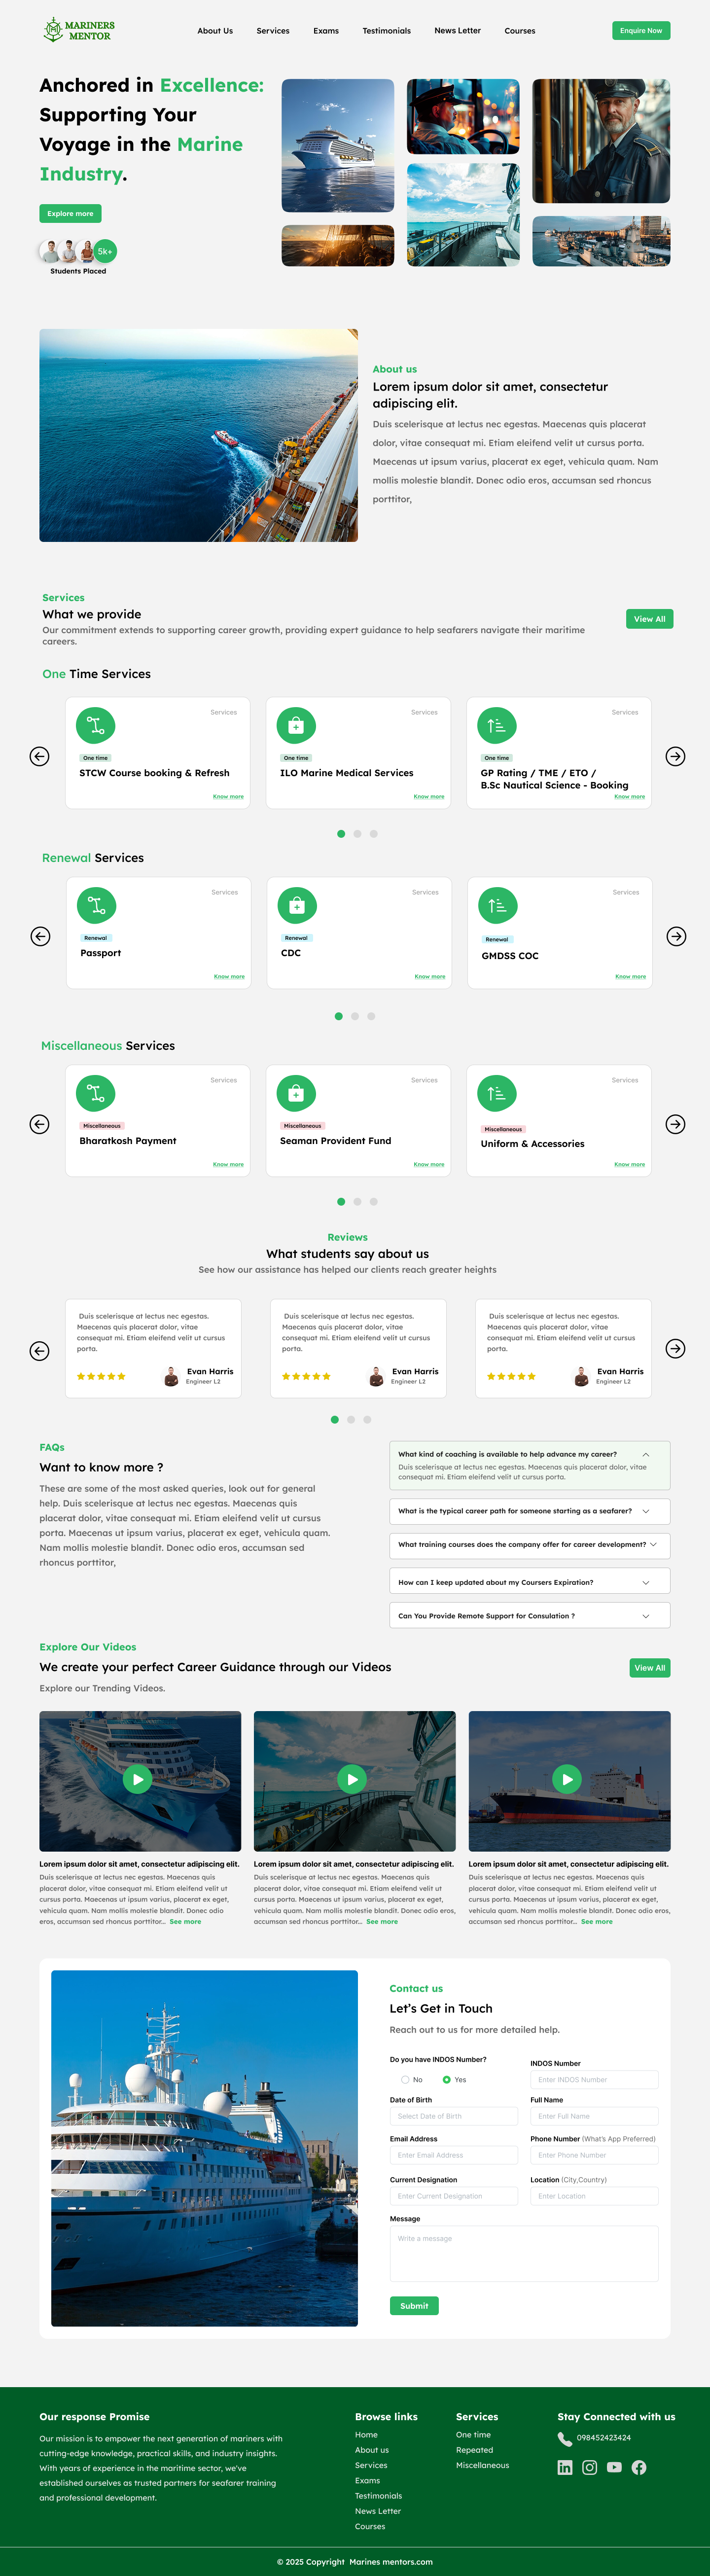 MARINERS
MENTOR
About Us
Services
Exams
Testimonials
News Letter
Courses
Enquire Now
Anchored in Excellence:
Supporting Your
Voyage in the Marine
Industry.
Explore more
5k+
Students Placed
About us
Lorem ipsum dolor sit amet, consectetur
adipiscing elit.
Duis scelerisque at lectus nec egestas. Maecenas quis placerat
dolor, vitae consequat mi. Etiam eleifend velit ut cursus porta.
Maecenas ut ipsum varius, placerat ex eget, vehicula quam. Nam
mollis molestie blandit. Donec odio eros, accumsan sed rhoncus
porttitor,
Services
What we provide
Our commitment extends to supporting career growth, providing expert guidance to help seafarers navigate their maritime
careers.
View All
One Time Services
Services
One time
STCW Course booking & Refresh
Know more
Services
One time
ILO Marine Medical Services
Know more
Services
One time
GP Rating / TME / ETO /
B.Sc Nautical Science - Booking
Know more
Renewal Services
Services
Renewal
Passport
Know more
Services
Renewal
CDC
Know more
Services
Renewal
GMDSS COC
Know more
Miscellaneous Services
Services
Miscellaneous
Bharatkosh Payment
Know more
Services
Miscellaneous
Seaman Provident Fund
Know more
Services
Miscellaneous
Uniform & Accessories
Know more
Reviews
What students say about us
See how our assistance has helped our clients reach greater heights
Duis scelerisque at lectus nec egestas.
Maecenas quis placerat dolor, vitae
consequat mi. Etiam eleifend velit ut cursus
porta.
Evan Harris
Engineer L2
Duis scelerisque at lectus nec egestas.
Maecenas quis placerat dolor, vitae
consequat mi. Etiam eleifend velit ut cursus
porta.
Evan Harris
Engineer L2
Duis scelerisque at lectus nec egestas.
Maecenas quis placerat dolor, vitae
consequat mi. Etiam eleifend velit ut cursus
porta.
Evan Harris
Engineer L2
FAQs
Want to know more ?
These are some of the most asked queries, look out for general
help. Duis scelerisque at lectus nec egestas. Maecenas quis
placerat dolor, vitae consequat mi. Etiam eleifend velit ut cursus
porta. Maecenas ut ipsum varius, placerat ex eget, vehicula quam.
Nam mollis molestie blandit. Donec odio eros, accumsan sed
rhoncus porttitor,
What kind of coaching is available to help advance my career?
Duis scelerisque at lectus nec egestas. Maecenas quis placerat dolor, vitae
consequat mi. Etiam eleifend velit ut cursus porta.
What is the typical career path for someone starting as a seafarer?
What training courses does the company offer for career development?
How can I keep updated about my Coursers Expiration?
Can You Provide Remote Support for Consulation ?
Explore Our Videos
We create your perfect Career Guidance through our Videos
Explore our Trending Videos.
View All
Lorem ipsum dolor sit amet, consectetur adipiscing elit.
Duis scelerisque at lectus nec egestas. Maecenas quis
placerat dolor, vitae consequat mi. Etiam eleifend velit ut
cursus porta. Maecenas ut ipsum varius, placerat ex eget,
vehicula quam. Nam mollis molestie blandit. Donec odio
eros, accumsan sed rhoncus porttitor... See more
Lorem ipsum dolor sit amet, consectetur adipiscing elit.
Duis scelerisque at lectus nec egestas. Maecenas quis
placerat dolor, vitae consequat mi. Etiam eleifend velit ut
cursus porta. Maecenas ut ipsum varius, placerat ex eget,
vehicula quam. Nam mollis molestie blandit. Donec odio eros,
accumsan sed rhoncus porttitor... See more
Lorem ipsum dolor sit amet, consectetur adipiscing elit.
Duis scelerisque at lectus nec egestas. Maecenas quis
placerat dolor, vitae consequat mi. Etiam eleifend velit ut
cursus porta. Maecenas ut ipsum varius, placerat ex eget,
vehicula quam. Nam mollis molestie blandit. Donec odio eros,
accumsan sed rhoncus porttitor... See more
Contact us
Let's Get in Touch
Reach out to us for more detailed help.
Do you have INDOS Number?
No
Yes
INDOS Number
Enter INDOS Number
Date of Birth
Select Date of Birth
Full Name
Enter Full Name
Email Address
Enter Email Address
Phone Number (What's App Preferred)
Enter Phone Number
Current Designation
Enter Current Designation
Location (City,Country)
Enter Location
Message
Write a message
Submit
Our response Promise
Our mission is to empower the next generation of mariners with
cutting-edge knowledge, practical skills, and industry insights.
With years of experience in the maritime sector, we've
established ourselves as trusted partners for seafarer training
and professional development.
Browse links
Home
About us
Services
Exams
Testimonials
News Letter
Courses
Services
One time
Repeated
Miscellaneous
Stay Connected with us
098452423424
© 2025 Copyright Marines mentors.com